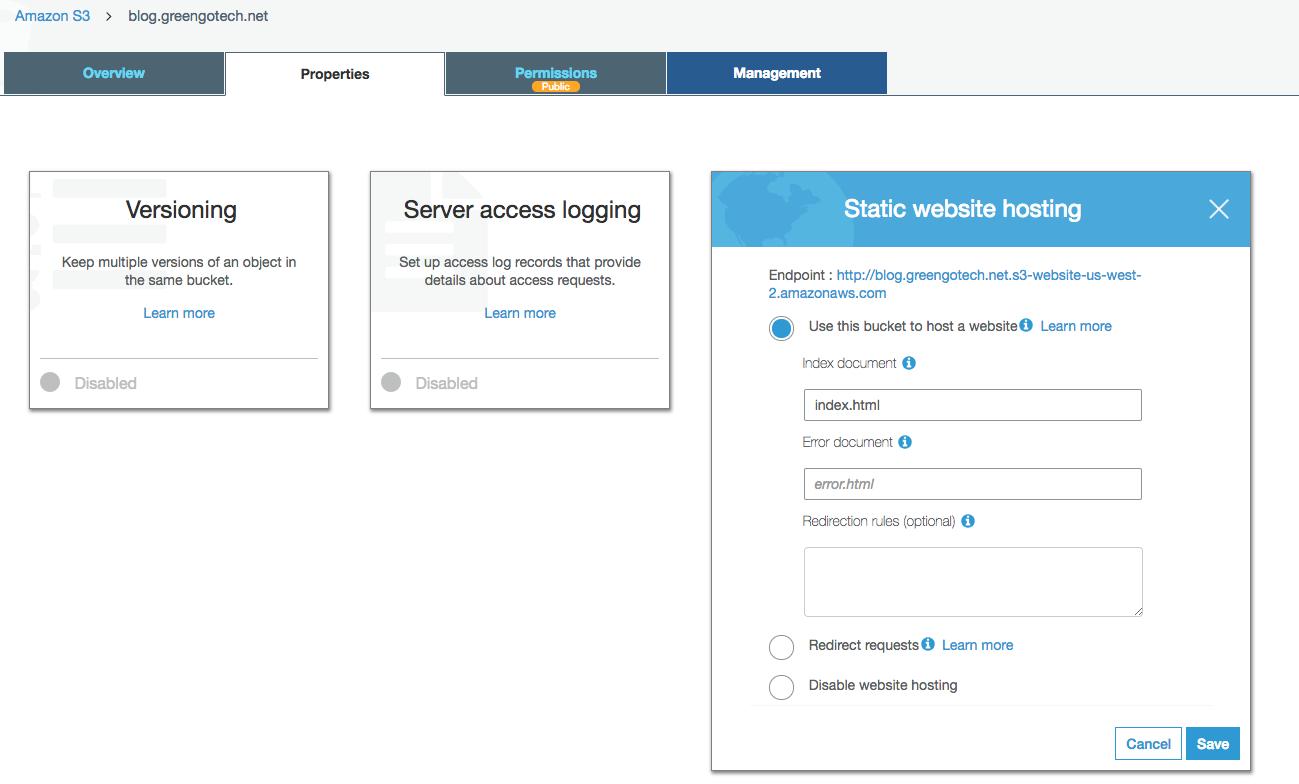 Amazon S3 > blog.greengotech.net
Overview
Properties
Permissions
Public
Management
Versioning
Keep multiple versions of an object in
the same bucket.
Learn more
Disabled
Server access logging
Set up access log records that provide
details about access requests.
Learn more
Disabled
Static website hosting
Endpoint : http://blog.greengotech.net.s3-website-us-west-
2.amazonaws.com
Use this bucket to host a website Learn more
Index document
index.html
Error document
error.html
Redirection rules (optional)
Redirect requests Learn more
Disable website hosting
Cancel
Save